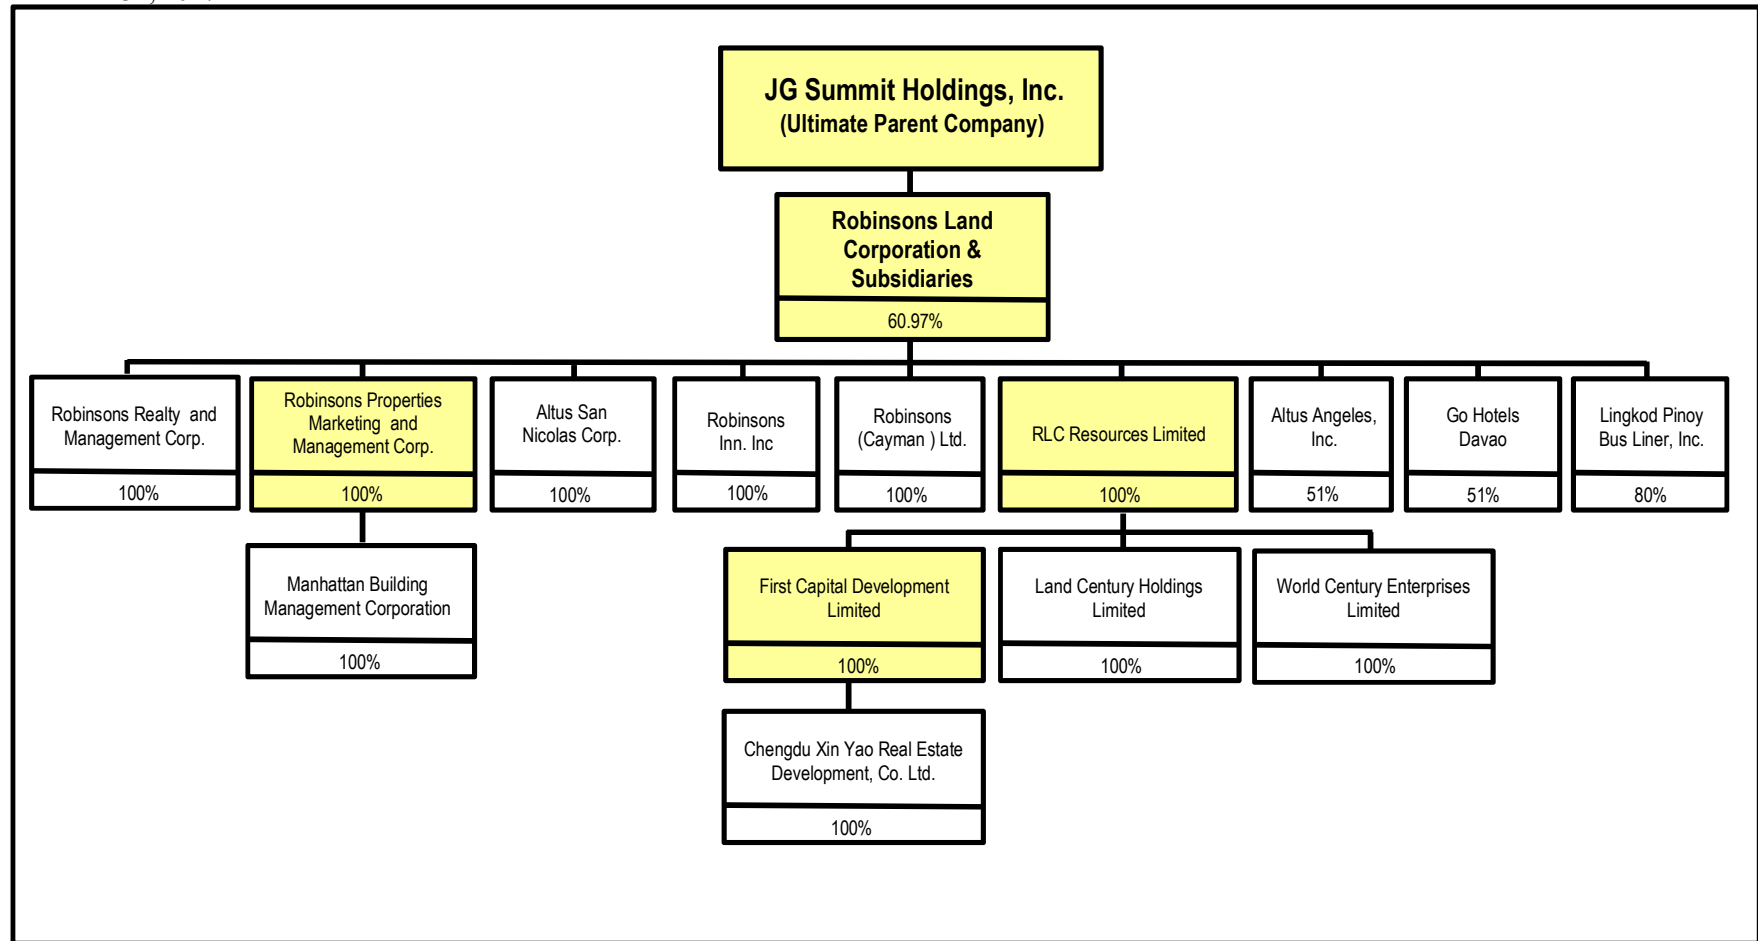 JG Summit Holdings, Inc.
(Ultimate Parent Company)
Robinsons Land
Corporation &
Subsidiaries
60.97%
Robinsons Realty and
Management Corp.
100%
Robinsons Properties
Marketing and
Management Corp.
100%
Altus San
Nicolas Corp.
100%
Robinsons
Inn. Inc
100%
Robinsons
(Cayman ) Ltd.
100%
RLC Resources Limited
100%
Altus Angeles,
Inc.
51%
Go Hotels
Davao
51%
Lingkod Pinoy
Bus Liner, Inc.
80%
Manhattan Building
Management Corporation
100%
First Capital Development
Limited
100%
Land Century Holdings
Limited
100%
World Century Enterprises
Limited
100%
Chengdu Xin Yao Real Estate
Development, Co. Ltd.
100%